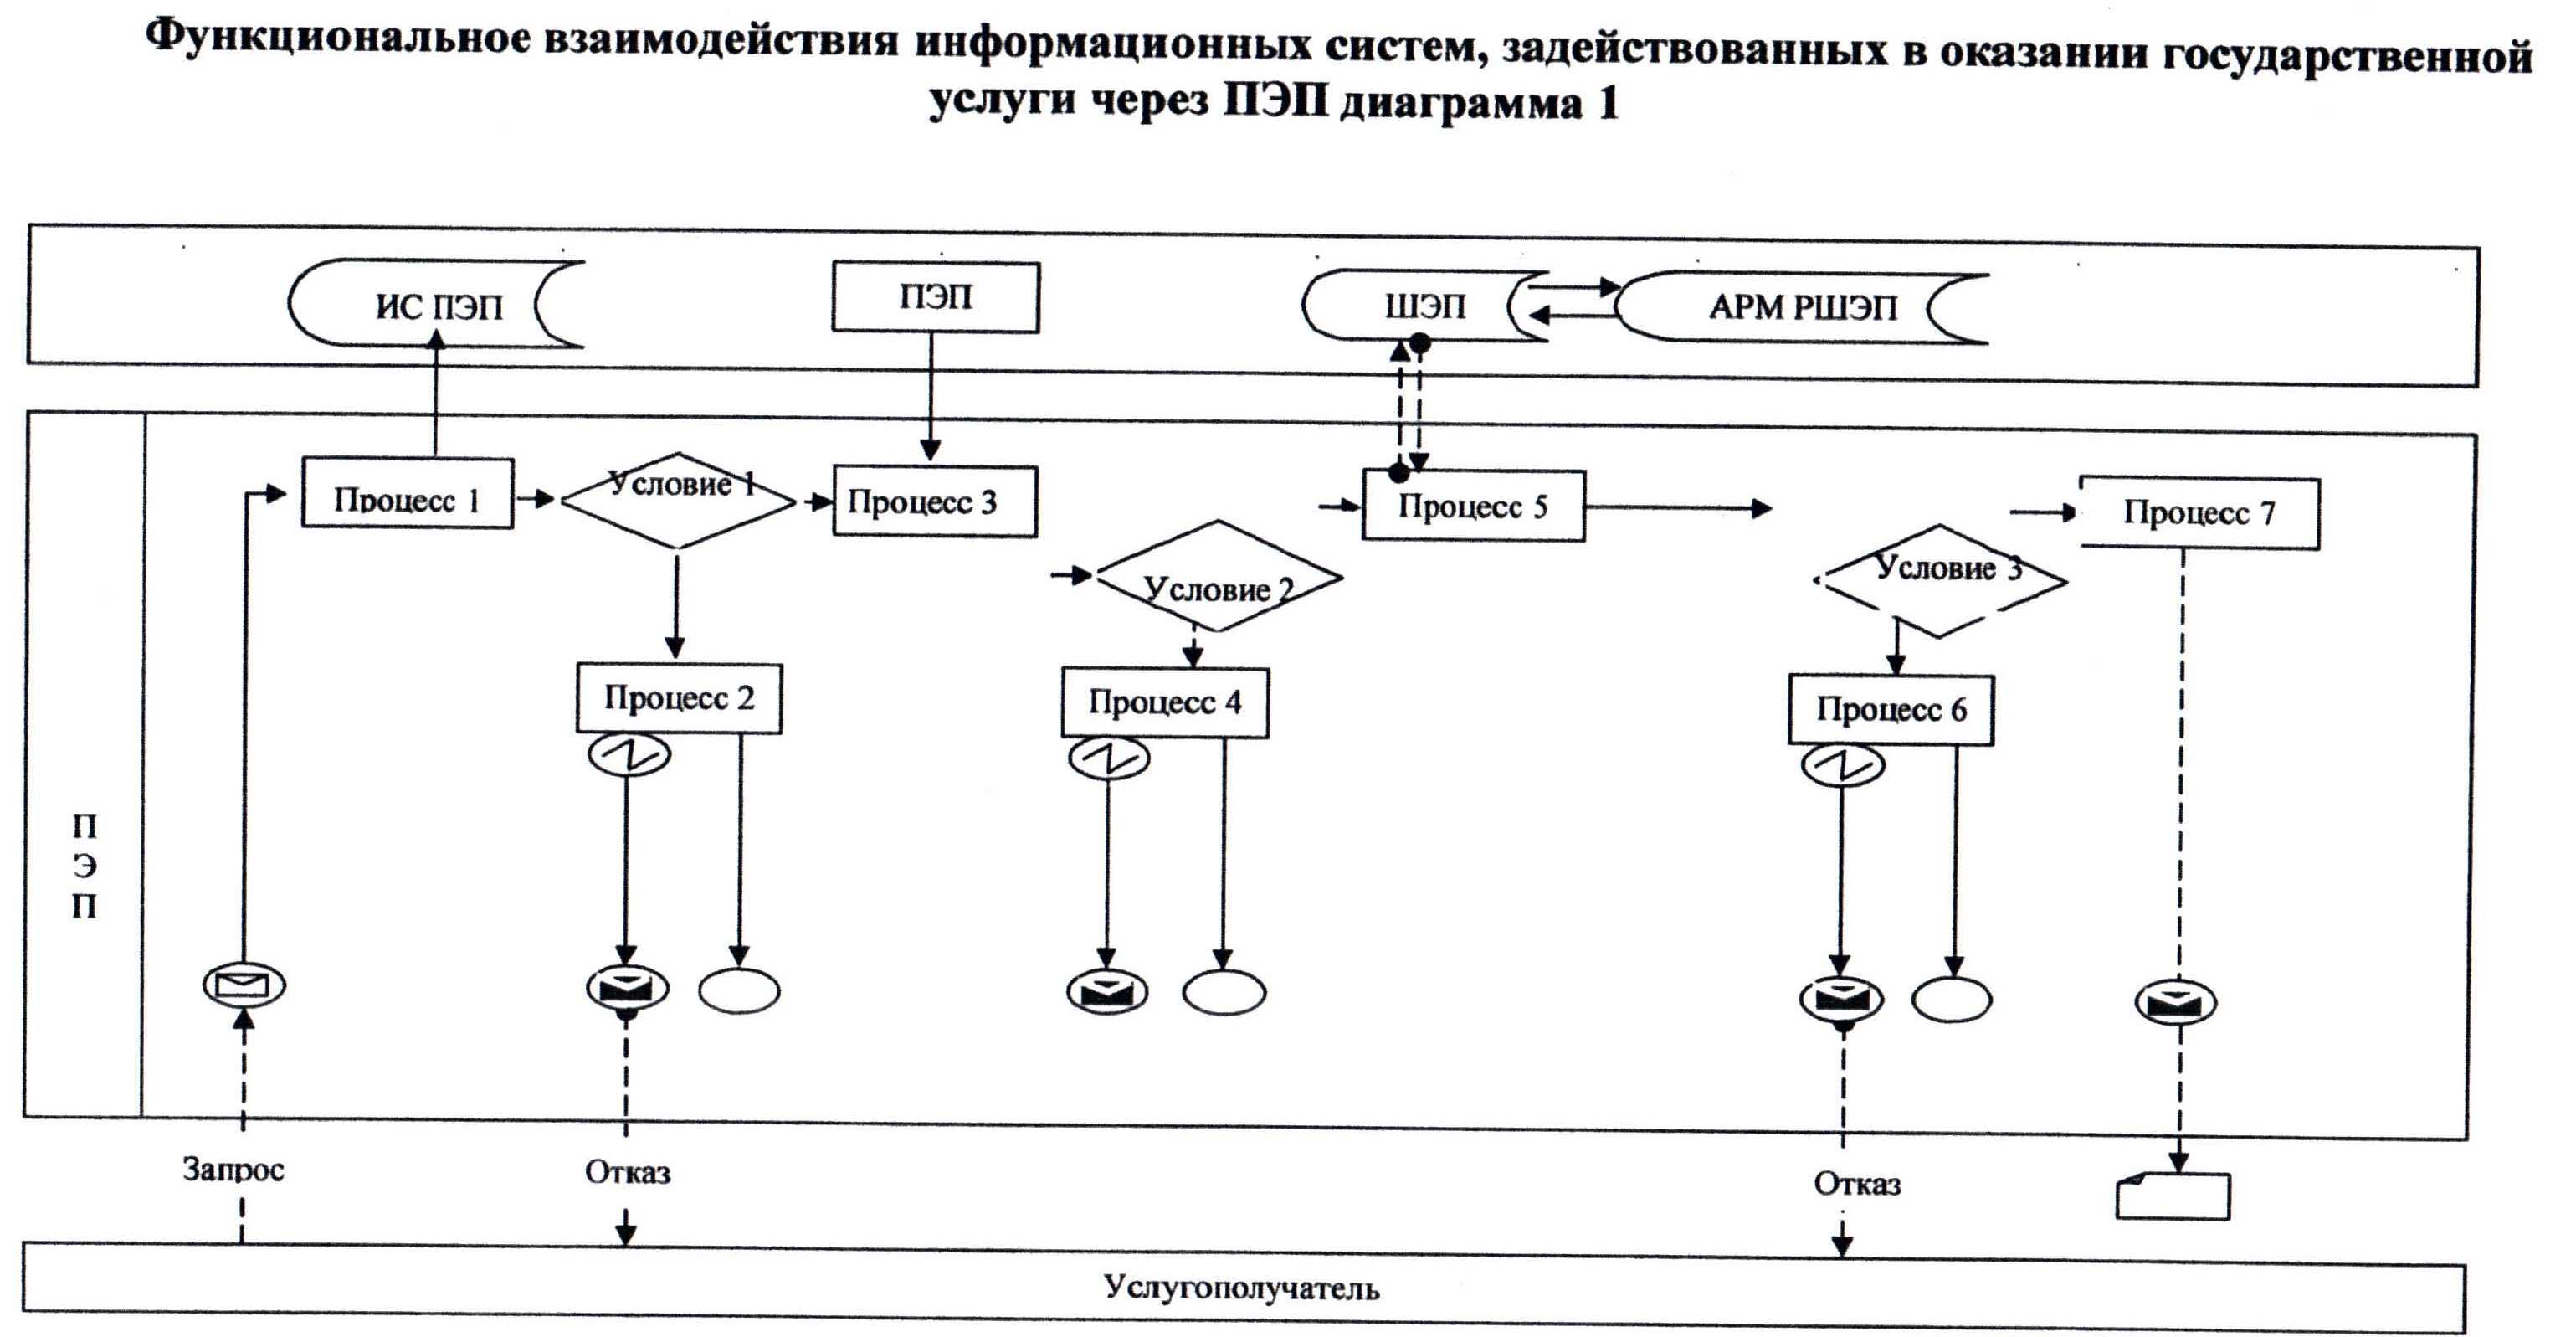 Функциональное взаимодействия информационных систем, задействованных в оказании государственной
услуги через ПЭП диаграмма 1
ИС ПЭП
ПЭП
ШЭП
АРМ РШЭП
Процесс 1
Условие 1
Процесс 3
Процесс 5
Процесс 7
Условие 2
Условие 3
Процесс 2
Процесс 4
Процесс 6
П
Э
П
Запрос
Отказ
Отказ
Услугополучатель